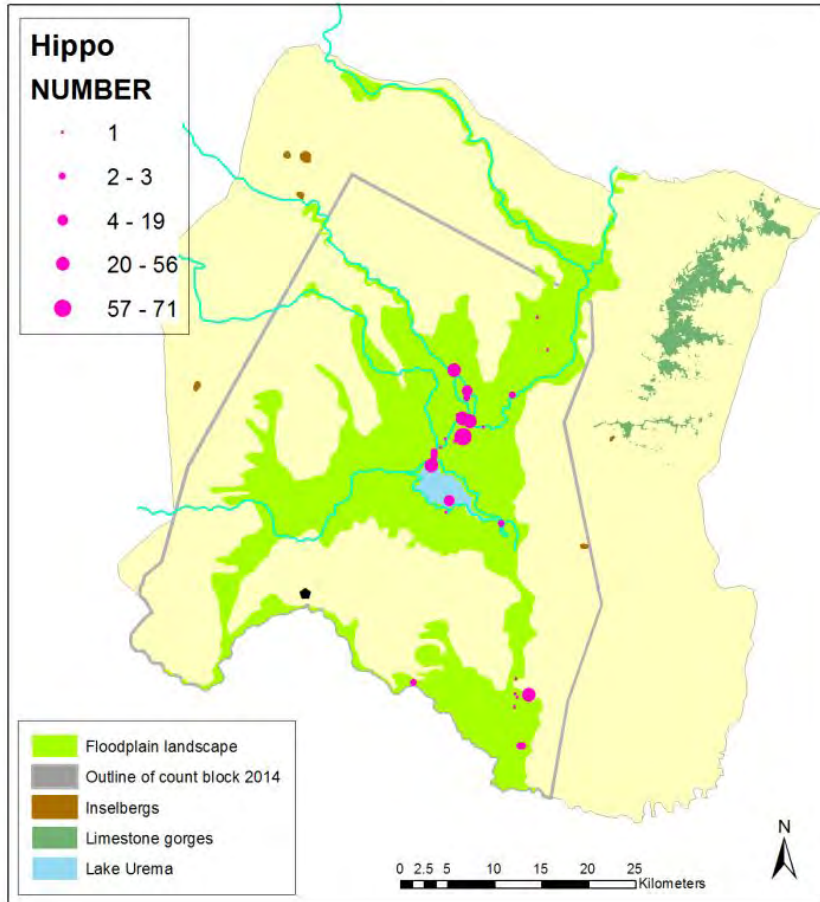 Hippo
NUMBER
1
2 - 3
4 - 19
20 - 56
57 - 71
Floodplain landscape
Outline of count block 2014
Inselbergs
Limestone gorges
Lake Urema
N
0 2.5 5 10 15 20 25
Kilometers